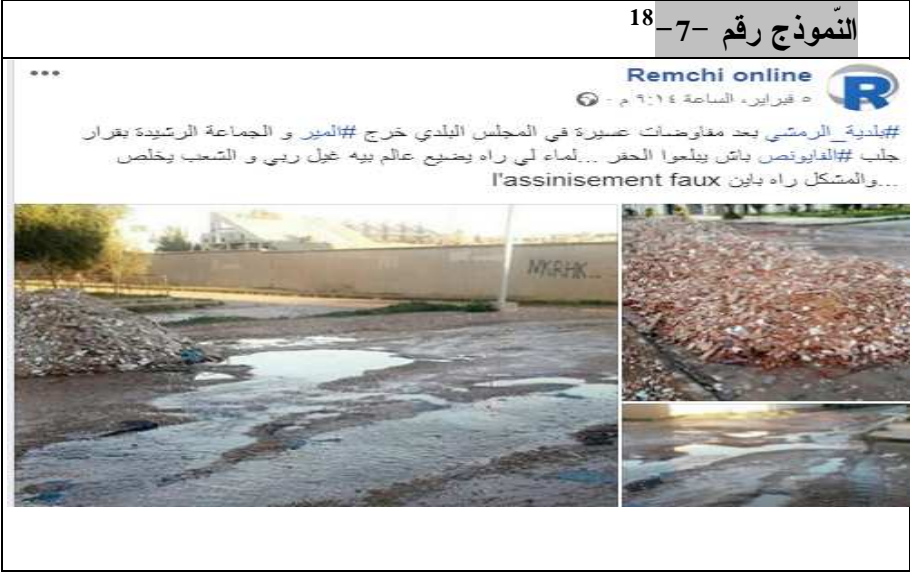 النّموذج رقم -7-18
Remchi online
٥ فبراير، الساعة ٩:١٤ م
#بلدية_الرمشي بعد مفاوضات عسيرة في المجلس البلدي خرج #المير و الجماعة الرشيدة بقرار
جلب #الفايونص باش يبلعوا الحفر ...لماء لي راه يضيع عالم بيه غيل ربي و الشعب يخلص
...والمشكل راه باين l'assinisement faux
NKRHK..